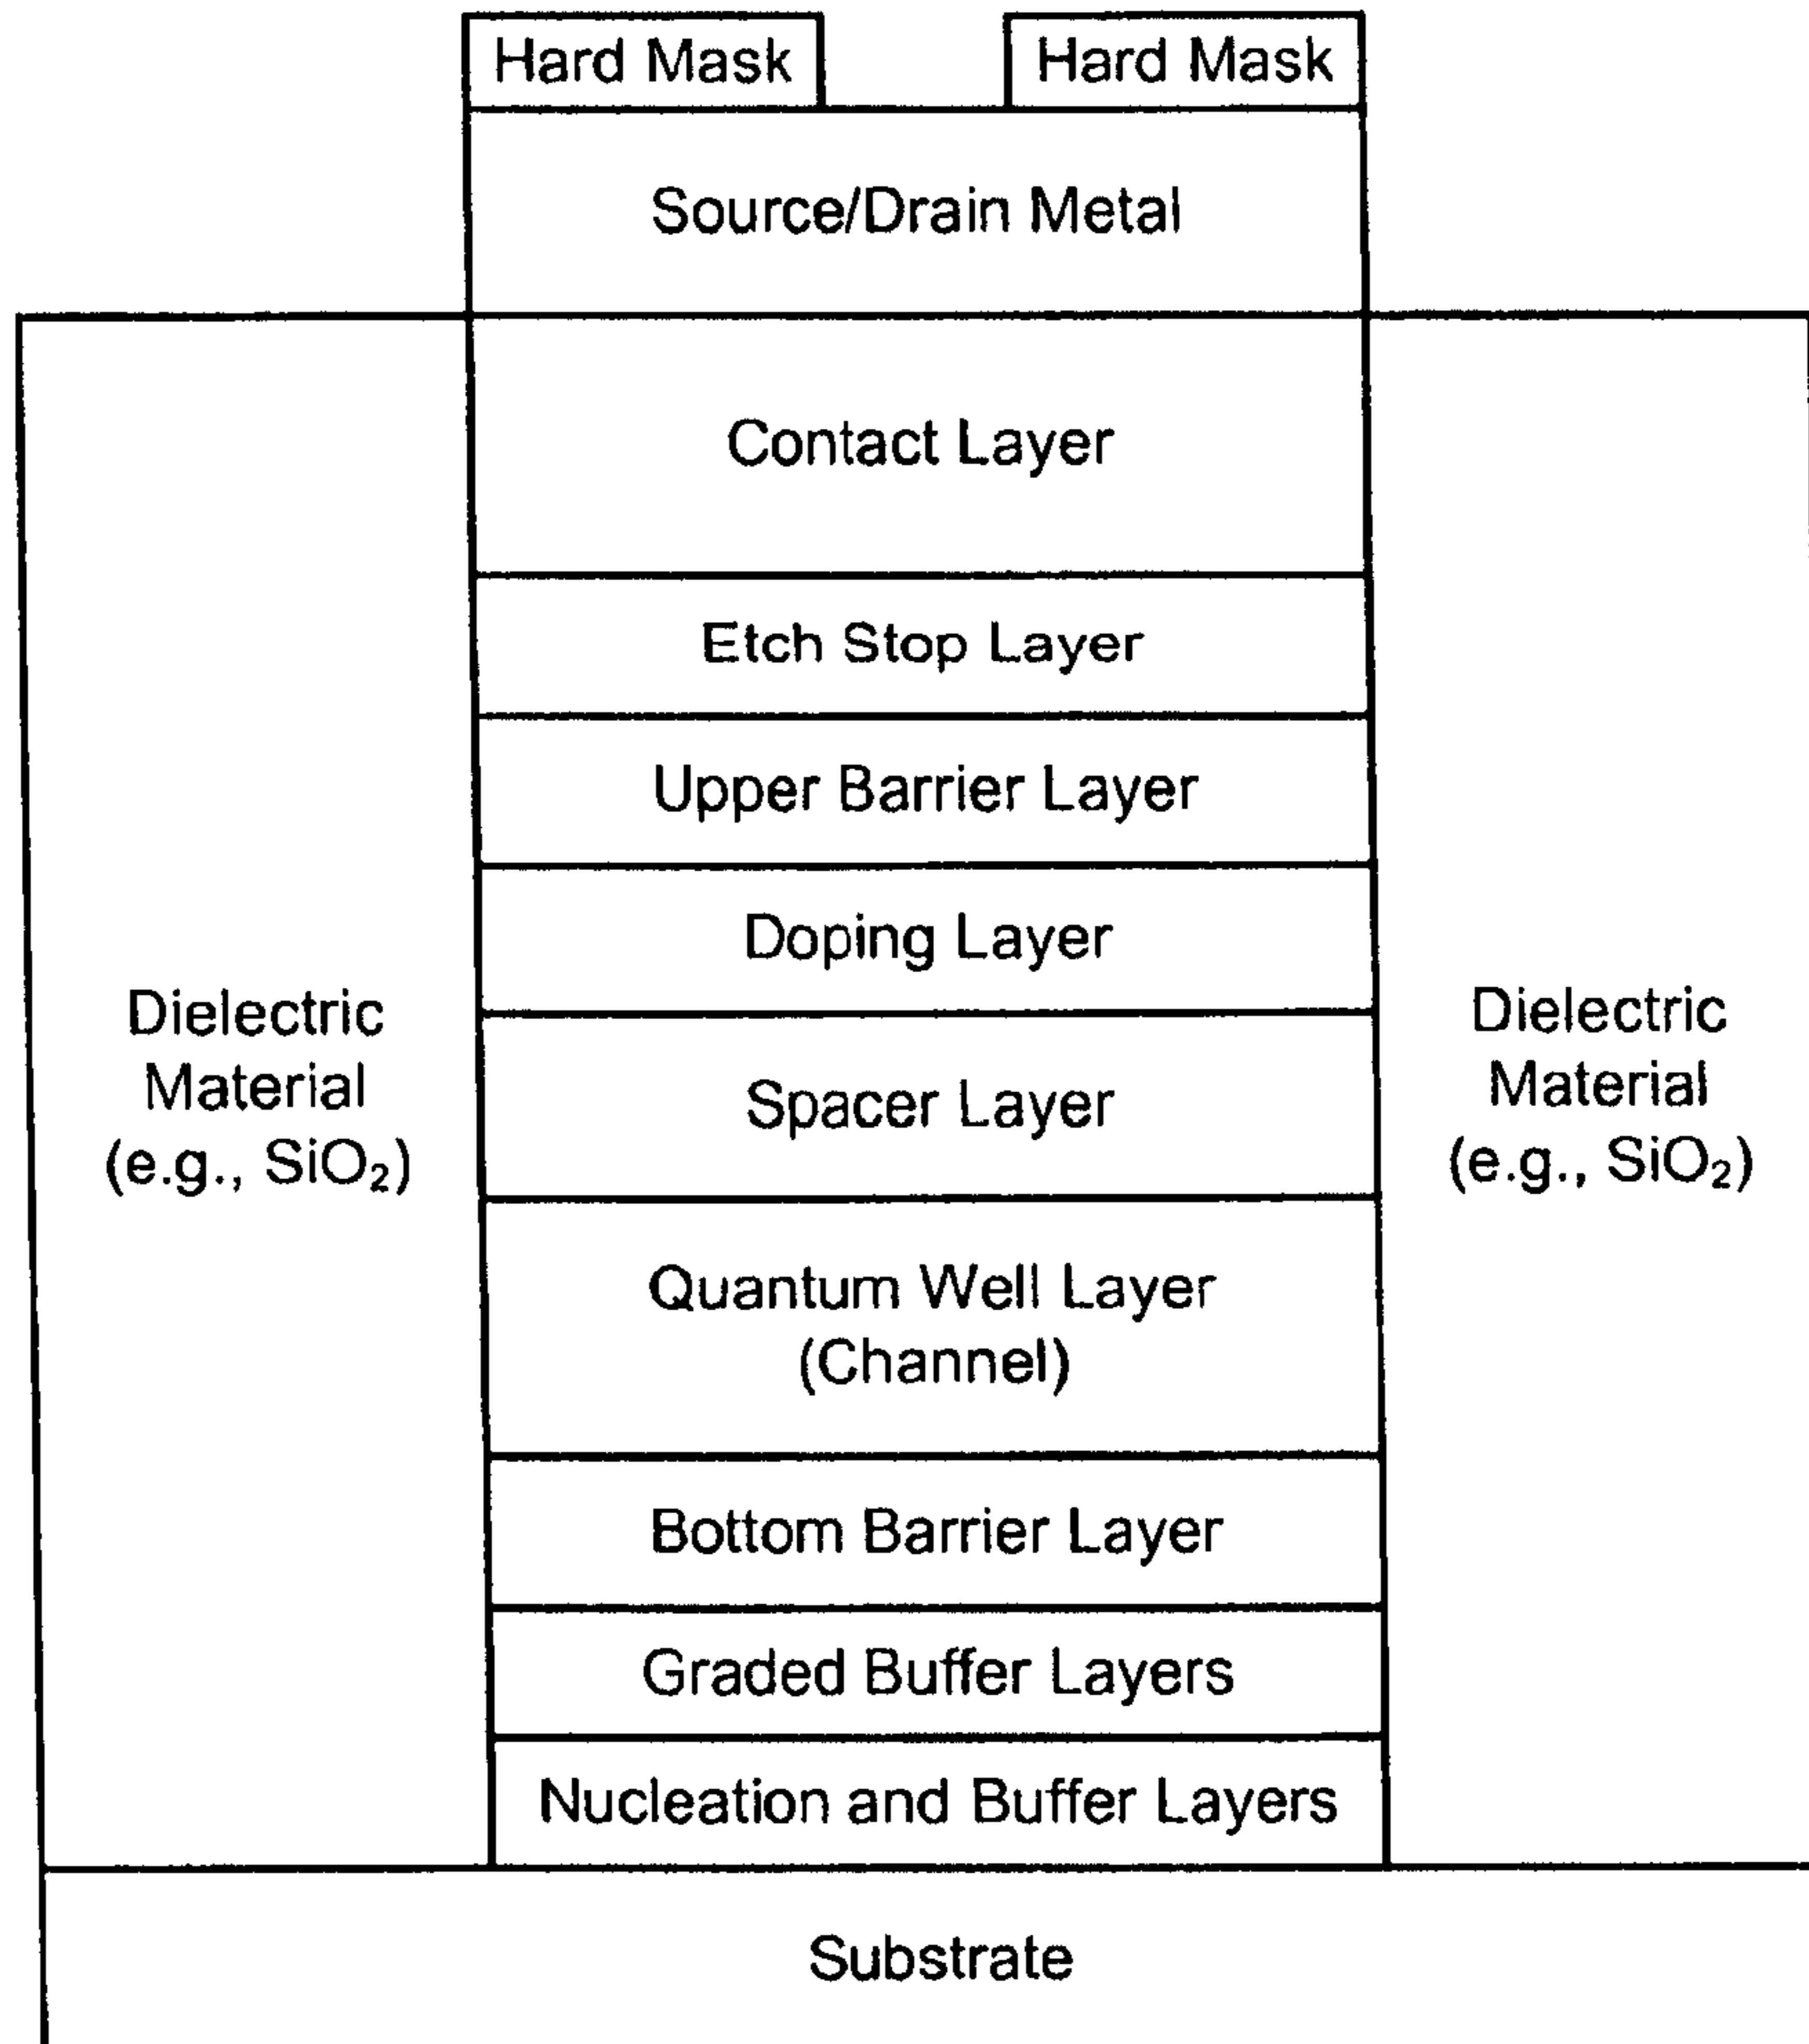 Hard Mask
Hard Mask
Source/Drain Metal
Contact Layer
Etch Stop Layer
Upper Barrier Layer
Doping Layer
Dielectric
Material
(e.g., SiO₂)
Spacer Layer
Dielectric
Material
(e.g., SiO₂)
Quantum Well Layer
(Channel)
Bottom Barrier Layer
Graded Buffer Layers
Nucleation and Buffer Layers
Substrate